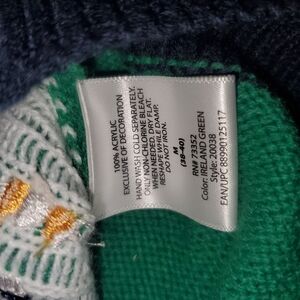 100% ACRYLIC
EXCLUSIVE OF DECORATION
HAND WASH COLD SEPARATELY.
ONLY NON-CHLORINE BLEACH
WHEN NEEDED. DRY FLAT.
RESHAPE WHILE DAMP.
DO NOT IRON.
M
(38-40)
RN# 73352
Color: IRELAND GREEN
Style: 20038
EAN/UPC 88590125117